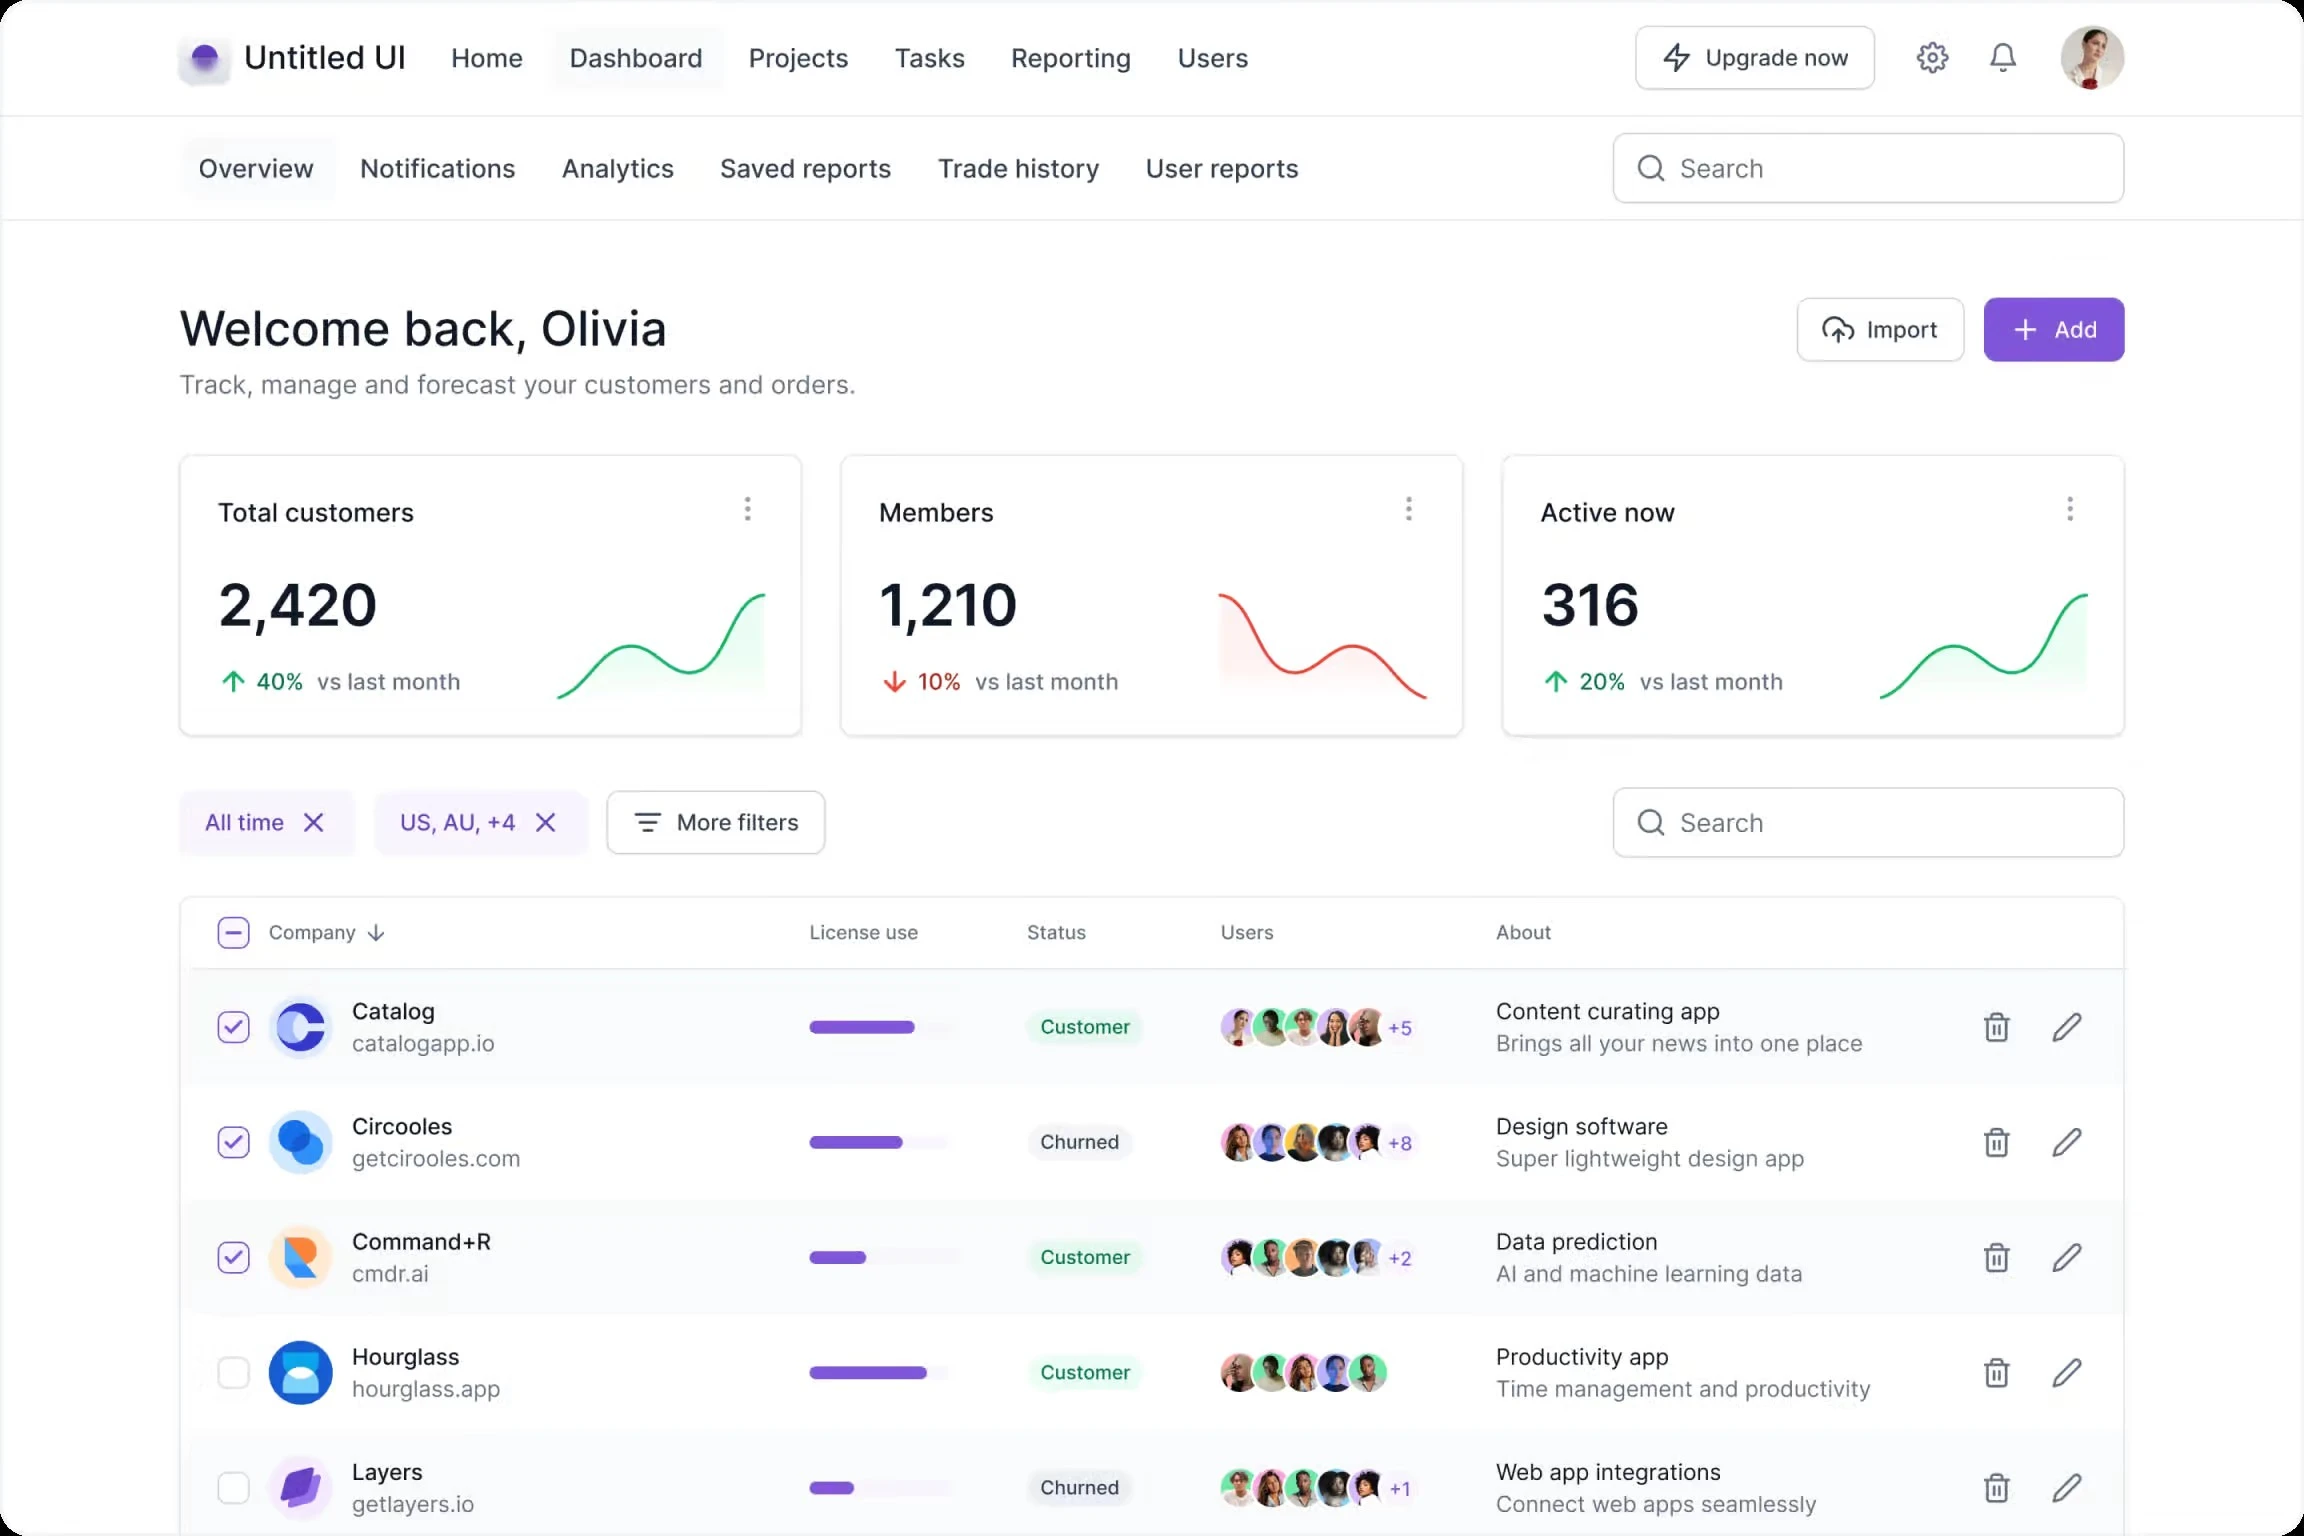 Untitled UI
Home
Dashboard
Projects
Tasks
Reporting
Users
Upgrade now
Overview
Notifications
Analytics
Saved reports
Trade history
User reports
Search
Welcome back, Olivia
Track, manage and forecast your customers and orders.
Import
Add
Total customers
2,420
40% vs last month
Members
1,210
10% vs last month
Active now
316
20% vs last month
All time
US, AU, +4
More filters
Search
Company
License use
Status
Users
About
Catalog
catalogapp.io
Customer
+5
Content curating app
Brings all your news into one place
Circooles
getcirooles.com
Churned
+8
Design software
Super lightweight design app
Command+R
cmdr.ai
Customer
+2
Data prediction
AI and machine learning data
Hourglass
hourglass.app
Customer
Productivity app
Time management and productivity
Layers
getlayers.io
Churned
+1
Web app integrations
Connect web apps seamlessly